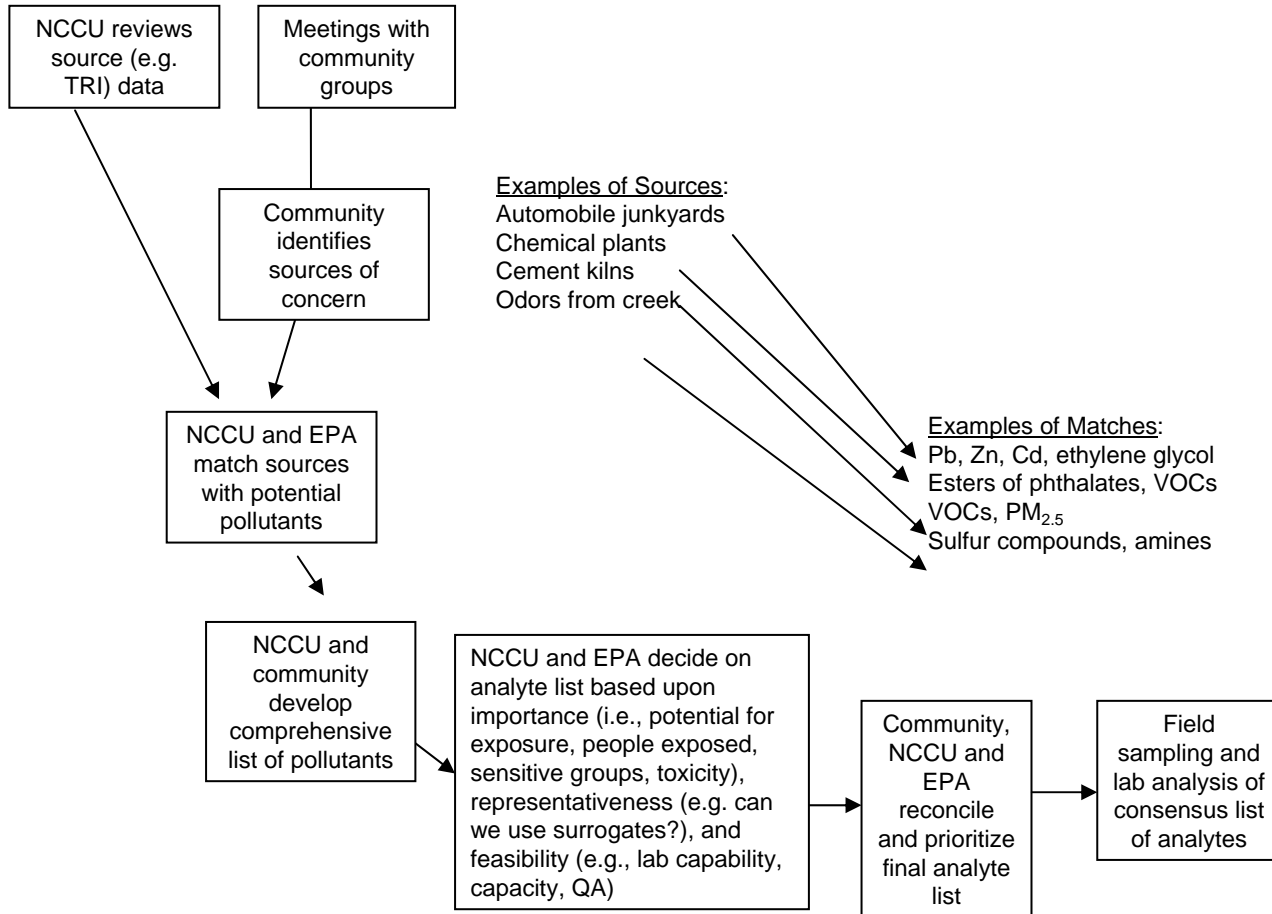 NCCU reviews
source (e.g.
TRI) data
Meetings with
community
groups
Community
identifies
sources of
concern
Examples of Sources:
Automobile junkyards
Chemical plants
Cement kilns
Odors from creek
NCCU and EPA
match sources
with potential
pollutants
Examples of Matches:
Pb, Zn, Cd, ethylene glycol
Esters of phthalates, VOCs
VOCs, PM2.5
Sulfur compounds, amines
NCCU and
community
develop
comprehensive
list of pollutants
NCCU and EPA decide on
analyte list based upon
importance (i.e., potential for
exposure, people exposed,
sensitive groups, toxicity),
representativeness (e.g. can
we use surrogates?), and
feasibility (e.g., lab capability,
capacity, QA)
Community,
NCCU and
EPA
reconcile
and prioritize
final analyte
list
Field
sampling and
lab analysis of
consensus list
of analytes